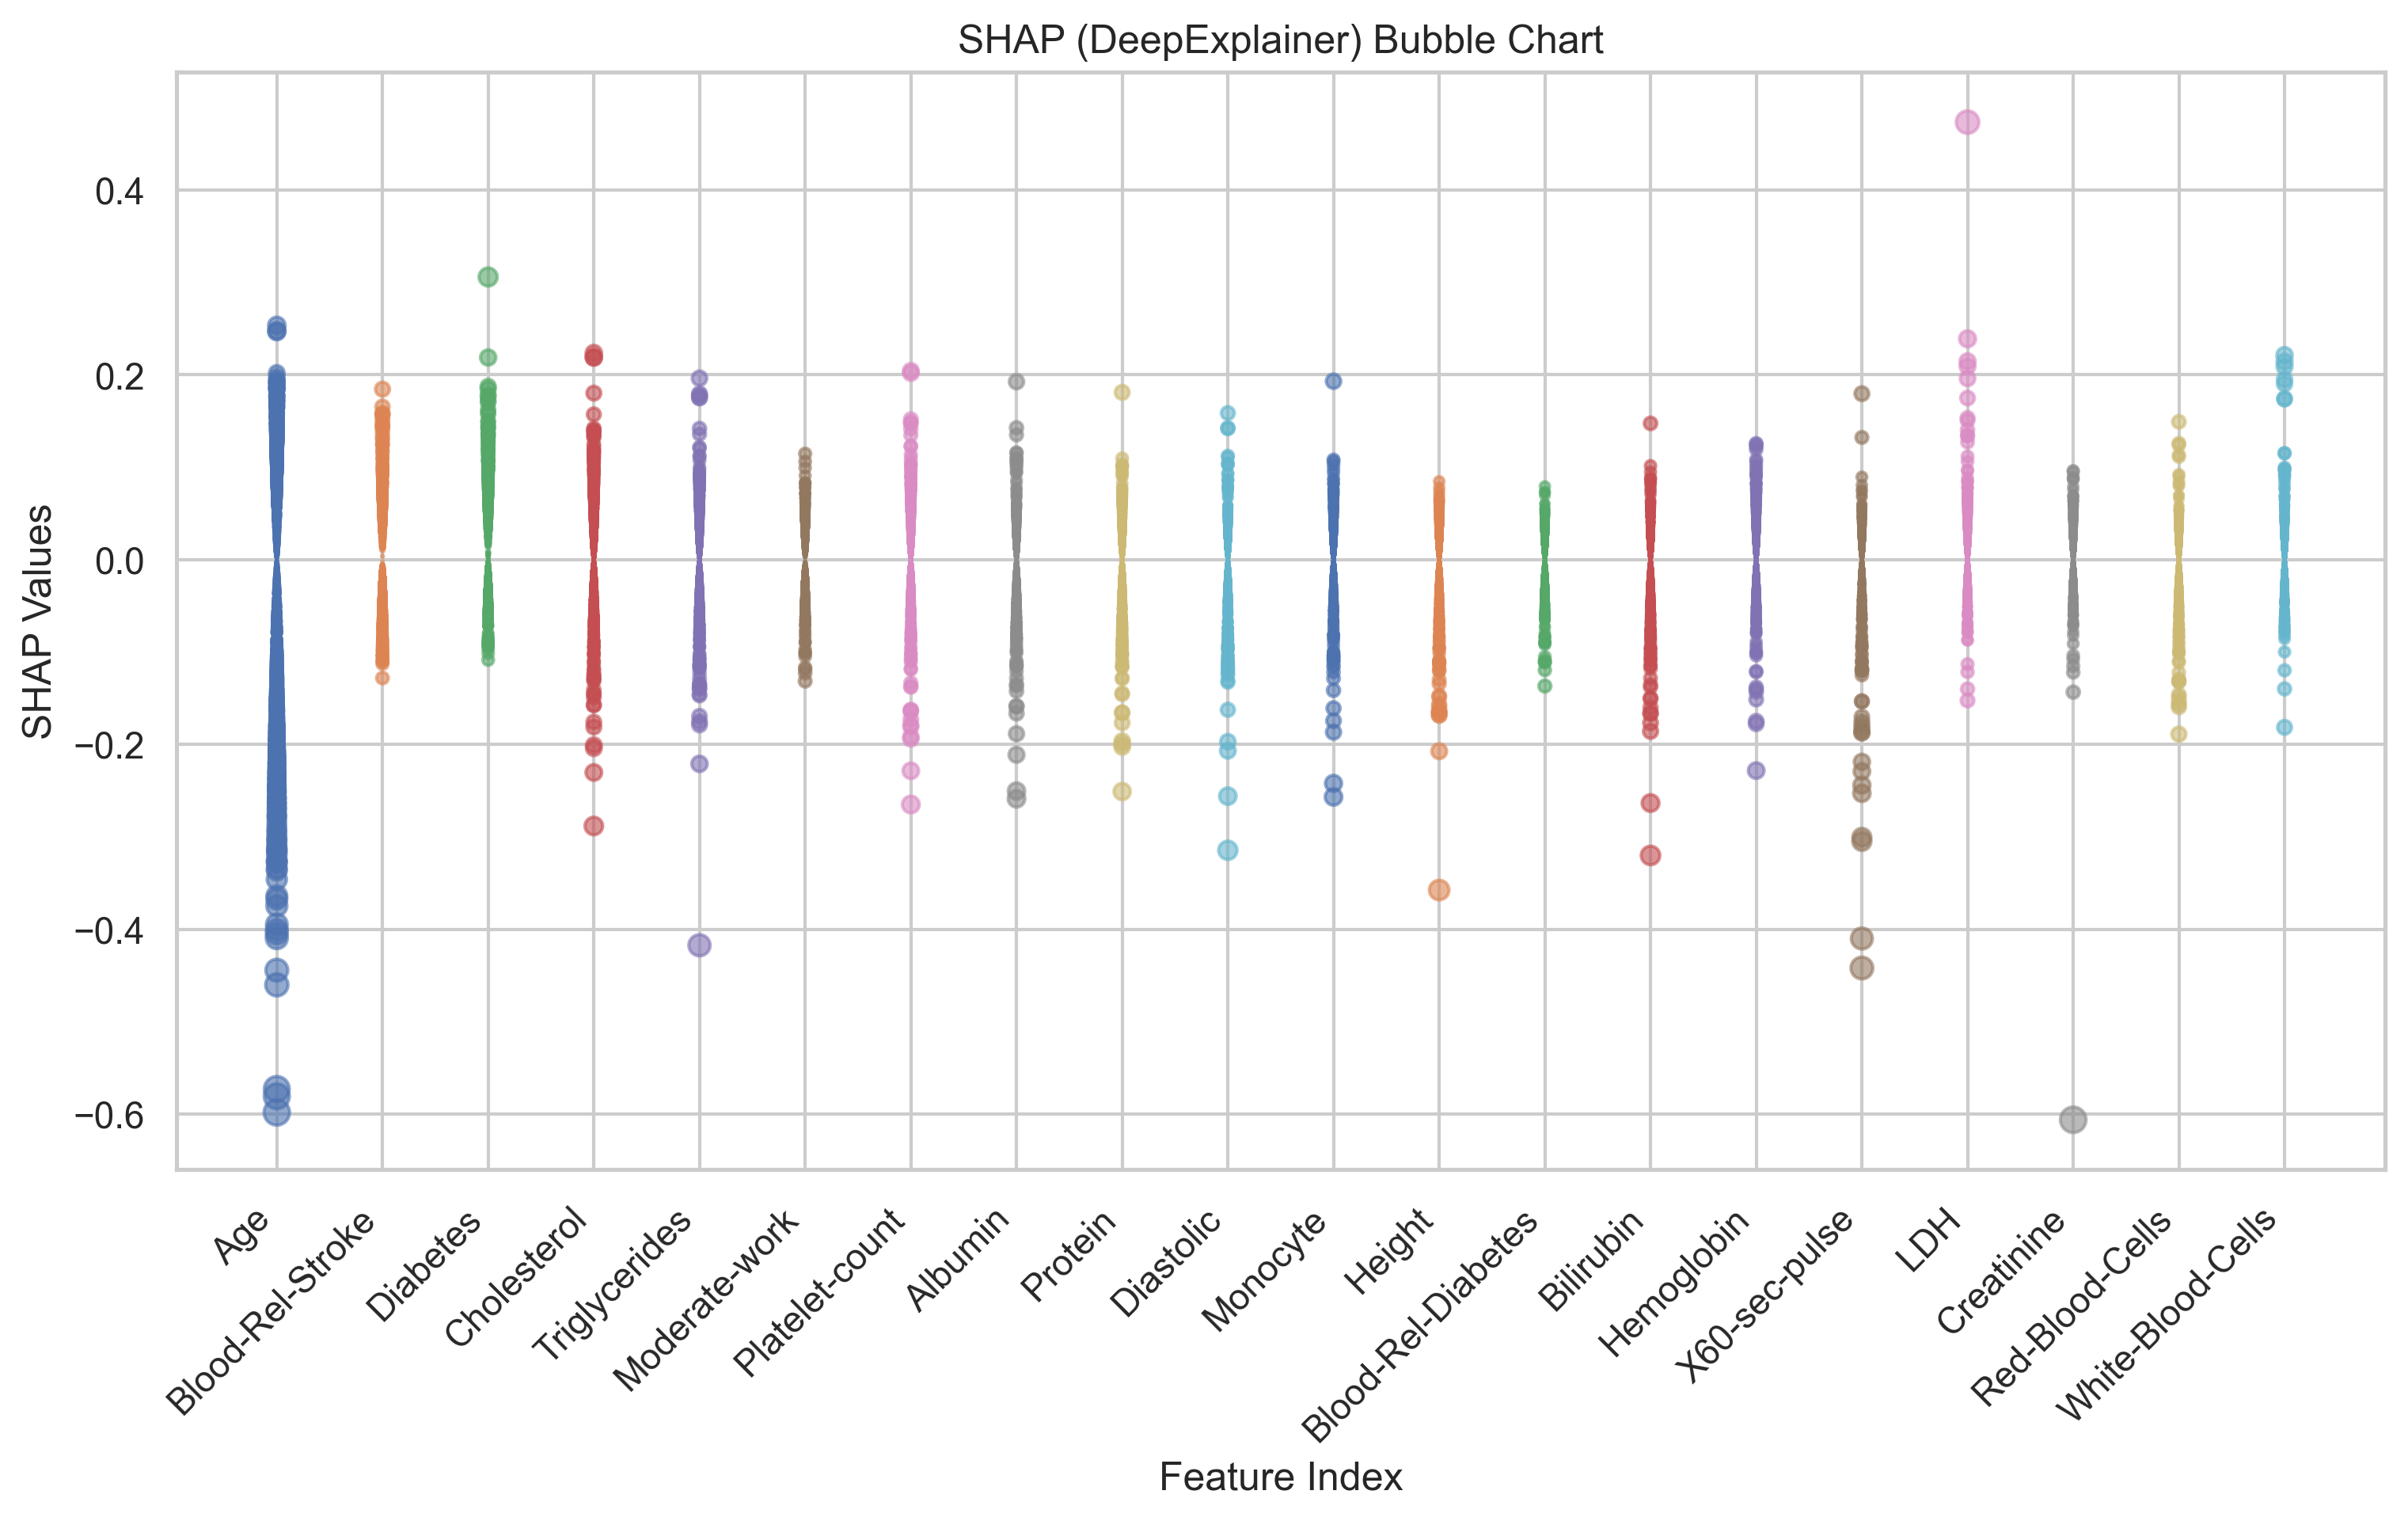 SHAP (DeepExplainer) Bubble Chart
SHAP Values
0.4
0.2
0.0
−0.2
−0.4
−0.6
Age
Blood-Rel-Stroke
Diabetes
Cholesterol
Triglycerides
Moderate-work
Platelet-count
Albumin
Protein
Diastolic
Monocyte
Height
Blood-Rel-Diabetes
Bilirubin
Hemoglobin
X60-sec-pulse
LDH
Creatinine
Red-Blood-Cells
White-Blood-Cells
Feature Index